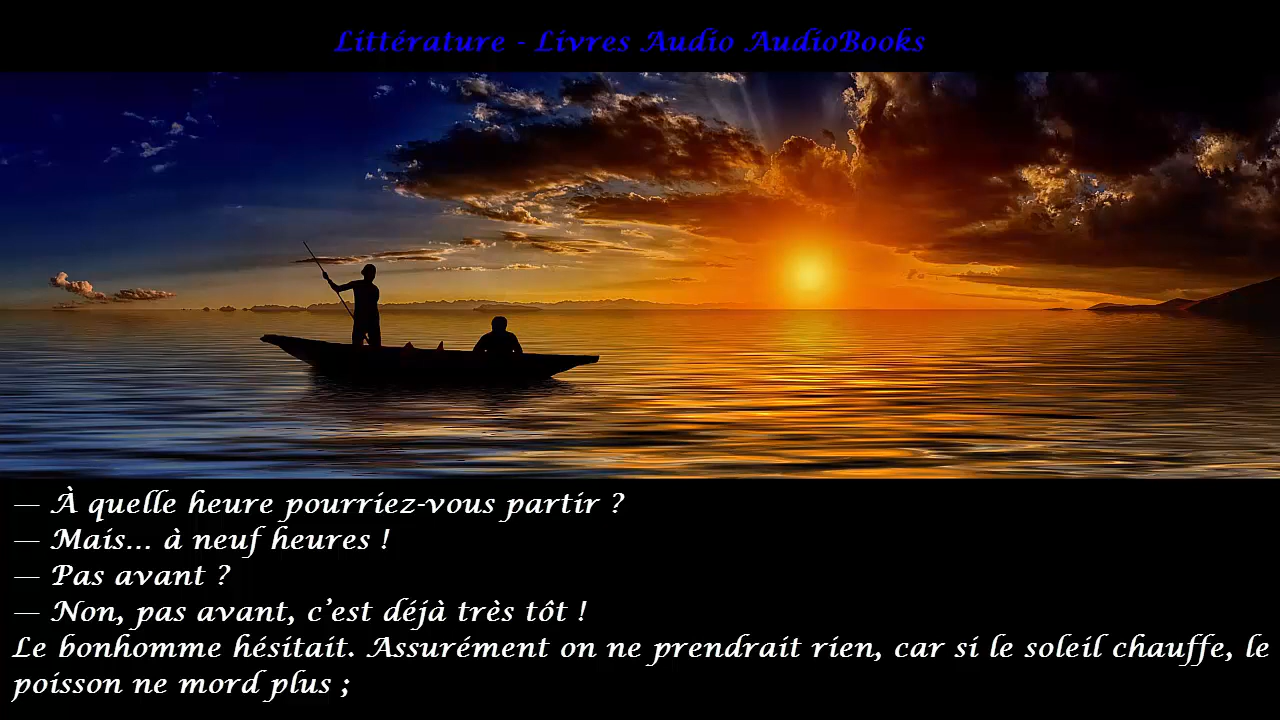 Littérature - Livres Audio AudioBooks
— À quelle heure pourriez-vous partir ?
— Mais... à neuf heures !
— Pas avant ?
— Non, pas avant, c’est déjà très tôt !
Le bonhomme hésitait. Assurément on ne prendrait rien, car si le soleil chauffe, le
poisson ne mord plus ;